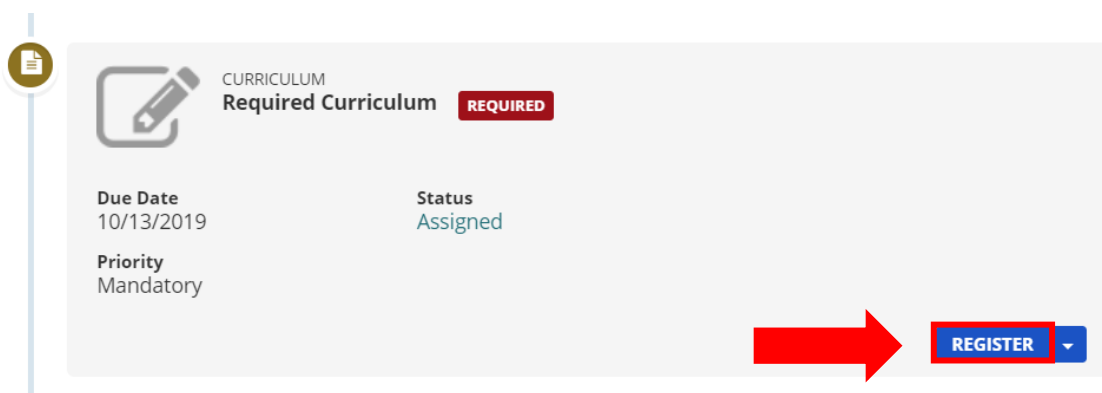 CURRICULUM
Required Curriculum REQUIRED
Due Date Status
10/13/2019 Assigned
Priority
Mandatory
REGISTER